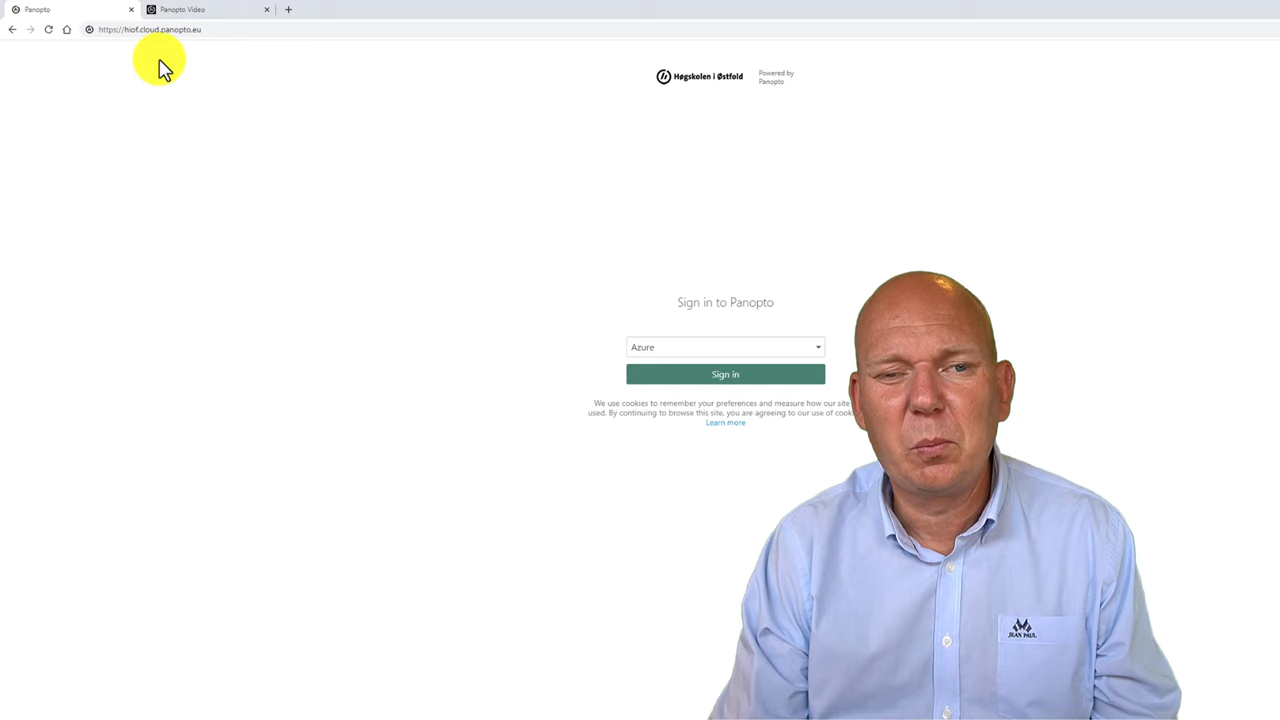 Panopto
Panopto Video
https://hiof.cloud.panopto.eu
Høgskolen i Østfold
Powered by
Panopto
Sign in to Panopto
Azure
Sign in
We use cookies to remember your preferences and measure how our site
used. By continuing to browse this site, you are agreeing to our use of
Learn more
JEAN PAUL